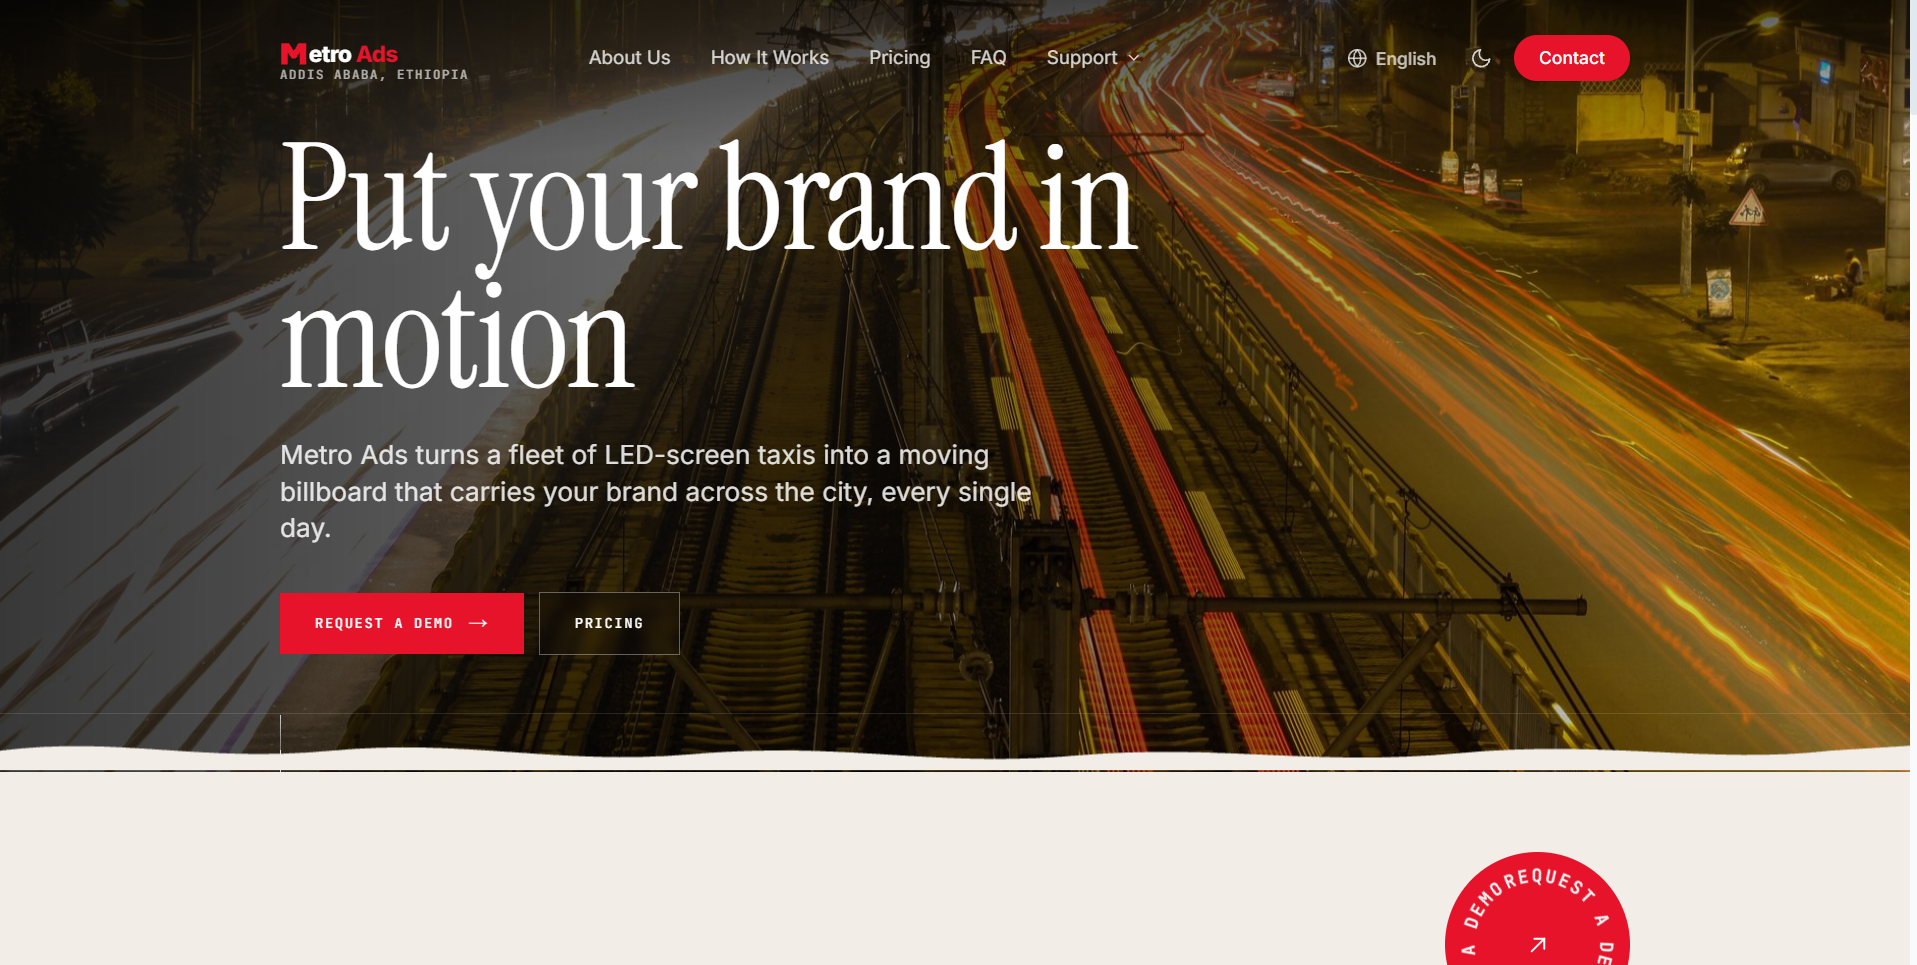 Metro Ads
ADDIS ABABA, ETHIOPIA
About Us
How It Works
Pricing
FAQ
Support
English
Contact
Put your brand in
motion
Metro Ads turns a fleet of LED-screen taxis into a moving
billboard that carries your brand across the city, every single
day.
REQUEST A DEMO →
PRICING
A DEMOREQUEST A DE